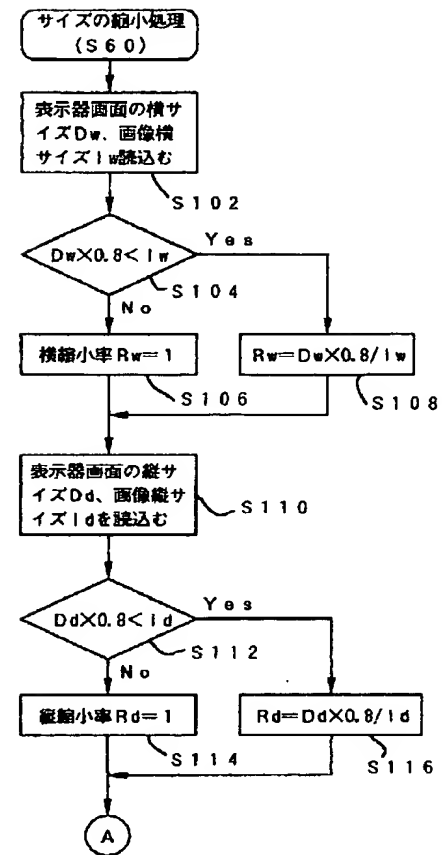 サイズの縮小処理
(S60)
表示器画面の横サ
イズDw、画像横
サイズIw読込む
S102
Dw×0.8<Iw
Yes
S104
No
横縮小率Rw=1
Rw=Dw×0.8/Iw
S106
S108
表示器画面の縦サ
イズDd、画像縦サ
イズIdを読込む
S110
Dd×0.8<Id
Yes
S112
No
縦縮小率Rd=1
Rd=Dd×0.8/Id
S114
S116
A